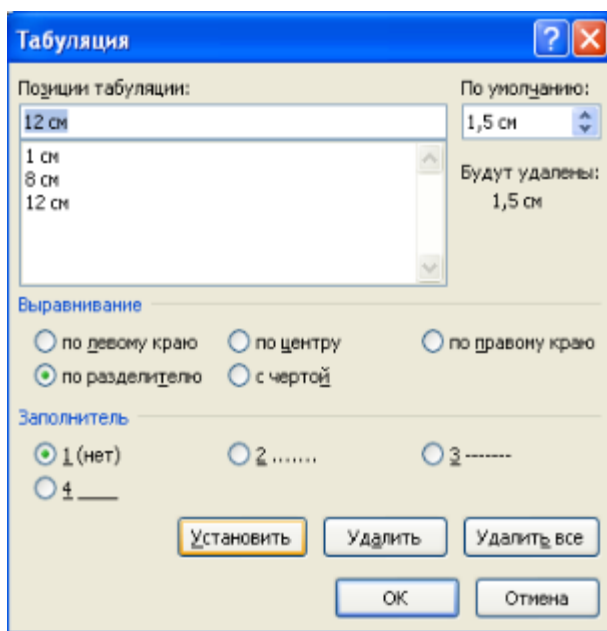 Табуляция
Позиции табуляции: По умолчанию:
12 см 1,5 см
1 см
8 см
12 см
Будут удалены:
1,5 см
Выравнивание
по левому краю по центру по правому краю
по разделителю с чертой
Заполнитель
1 (нет) 2 ....... 3 -------
4 ___
Установить Удалить Удалить все
ОК Отмена